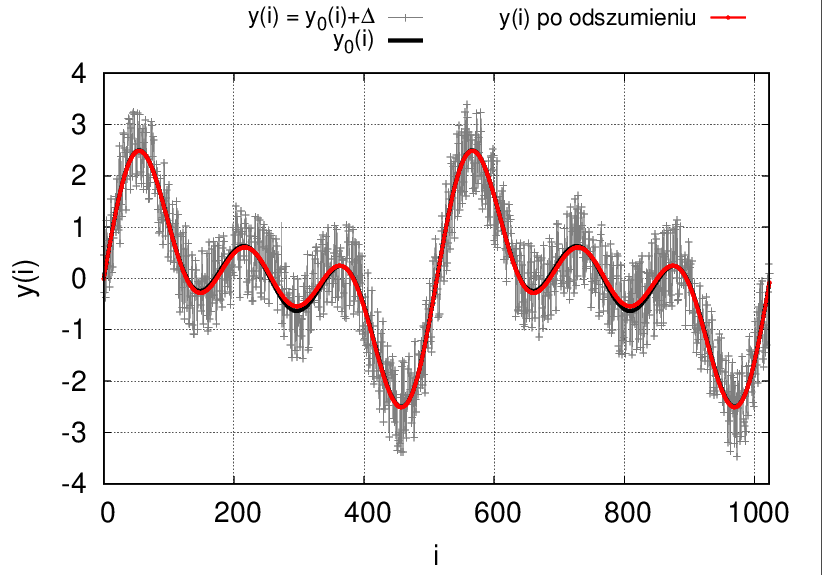 y(i) = y₀(i)+Δ
y₀(i)
y(i) po odszumieniu
4
3
2
1
0
-1
-2
-3
-4
y(i)
0 200 400 600 800 1000
i